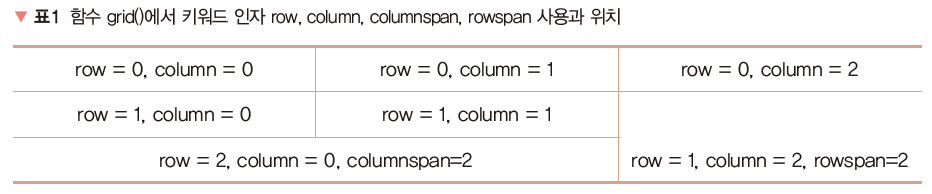 ▼ 표1 함수 grid()에서 키워드 인자 row, column, columnspan, rowspan 사용과 위치
row = 0, column = 0 row = 0, column = 1 row = 0, column = 2
row = 1, column = 0 row = 1, column = 1
row = 2, column = 0, columnspan=2 row = 1, column = 2, rowspan=2